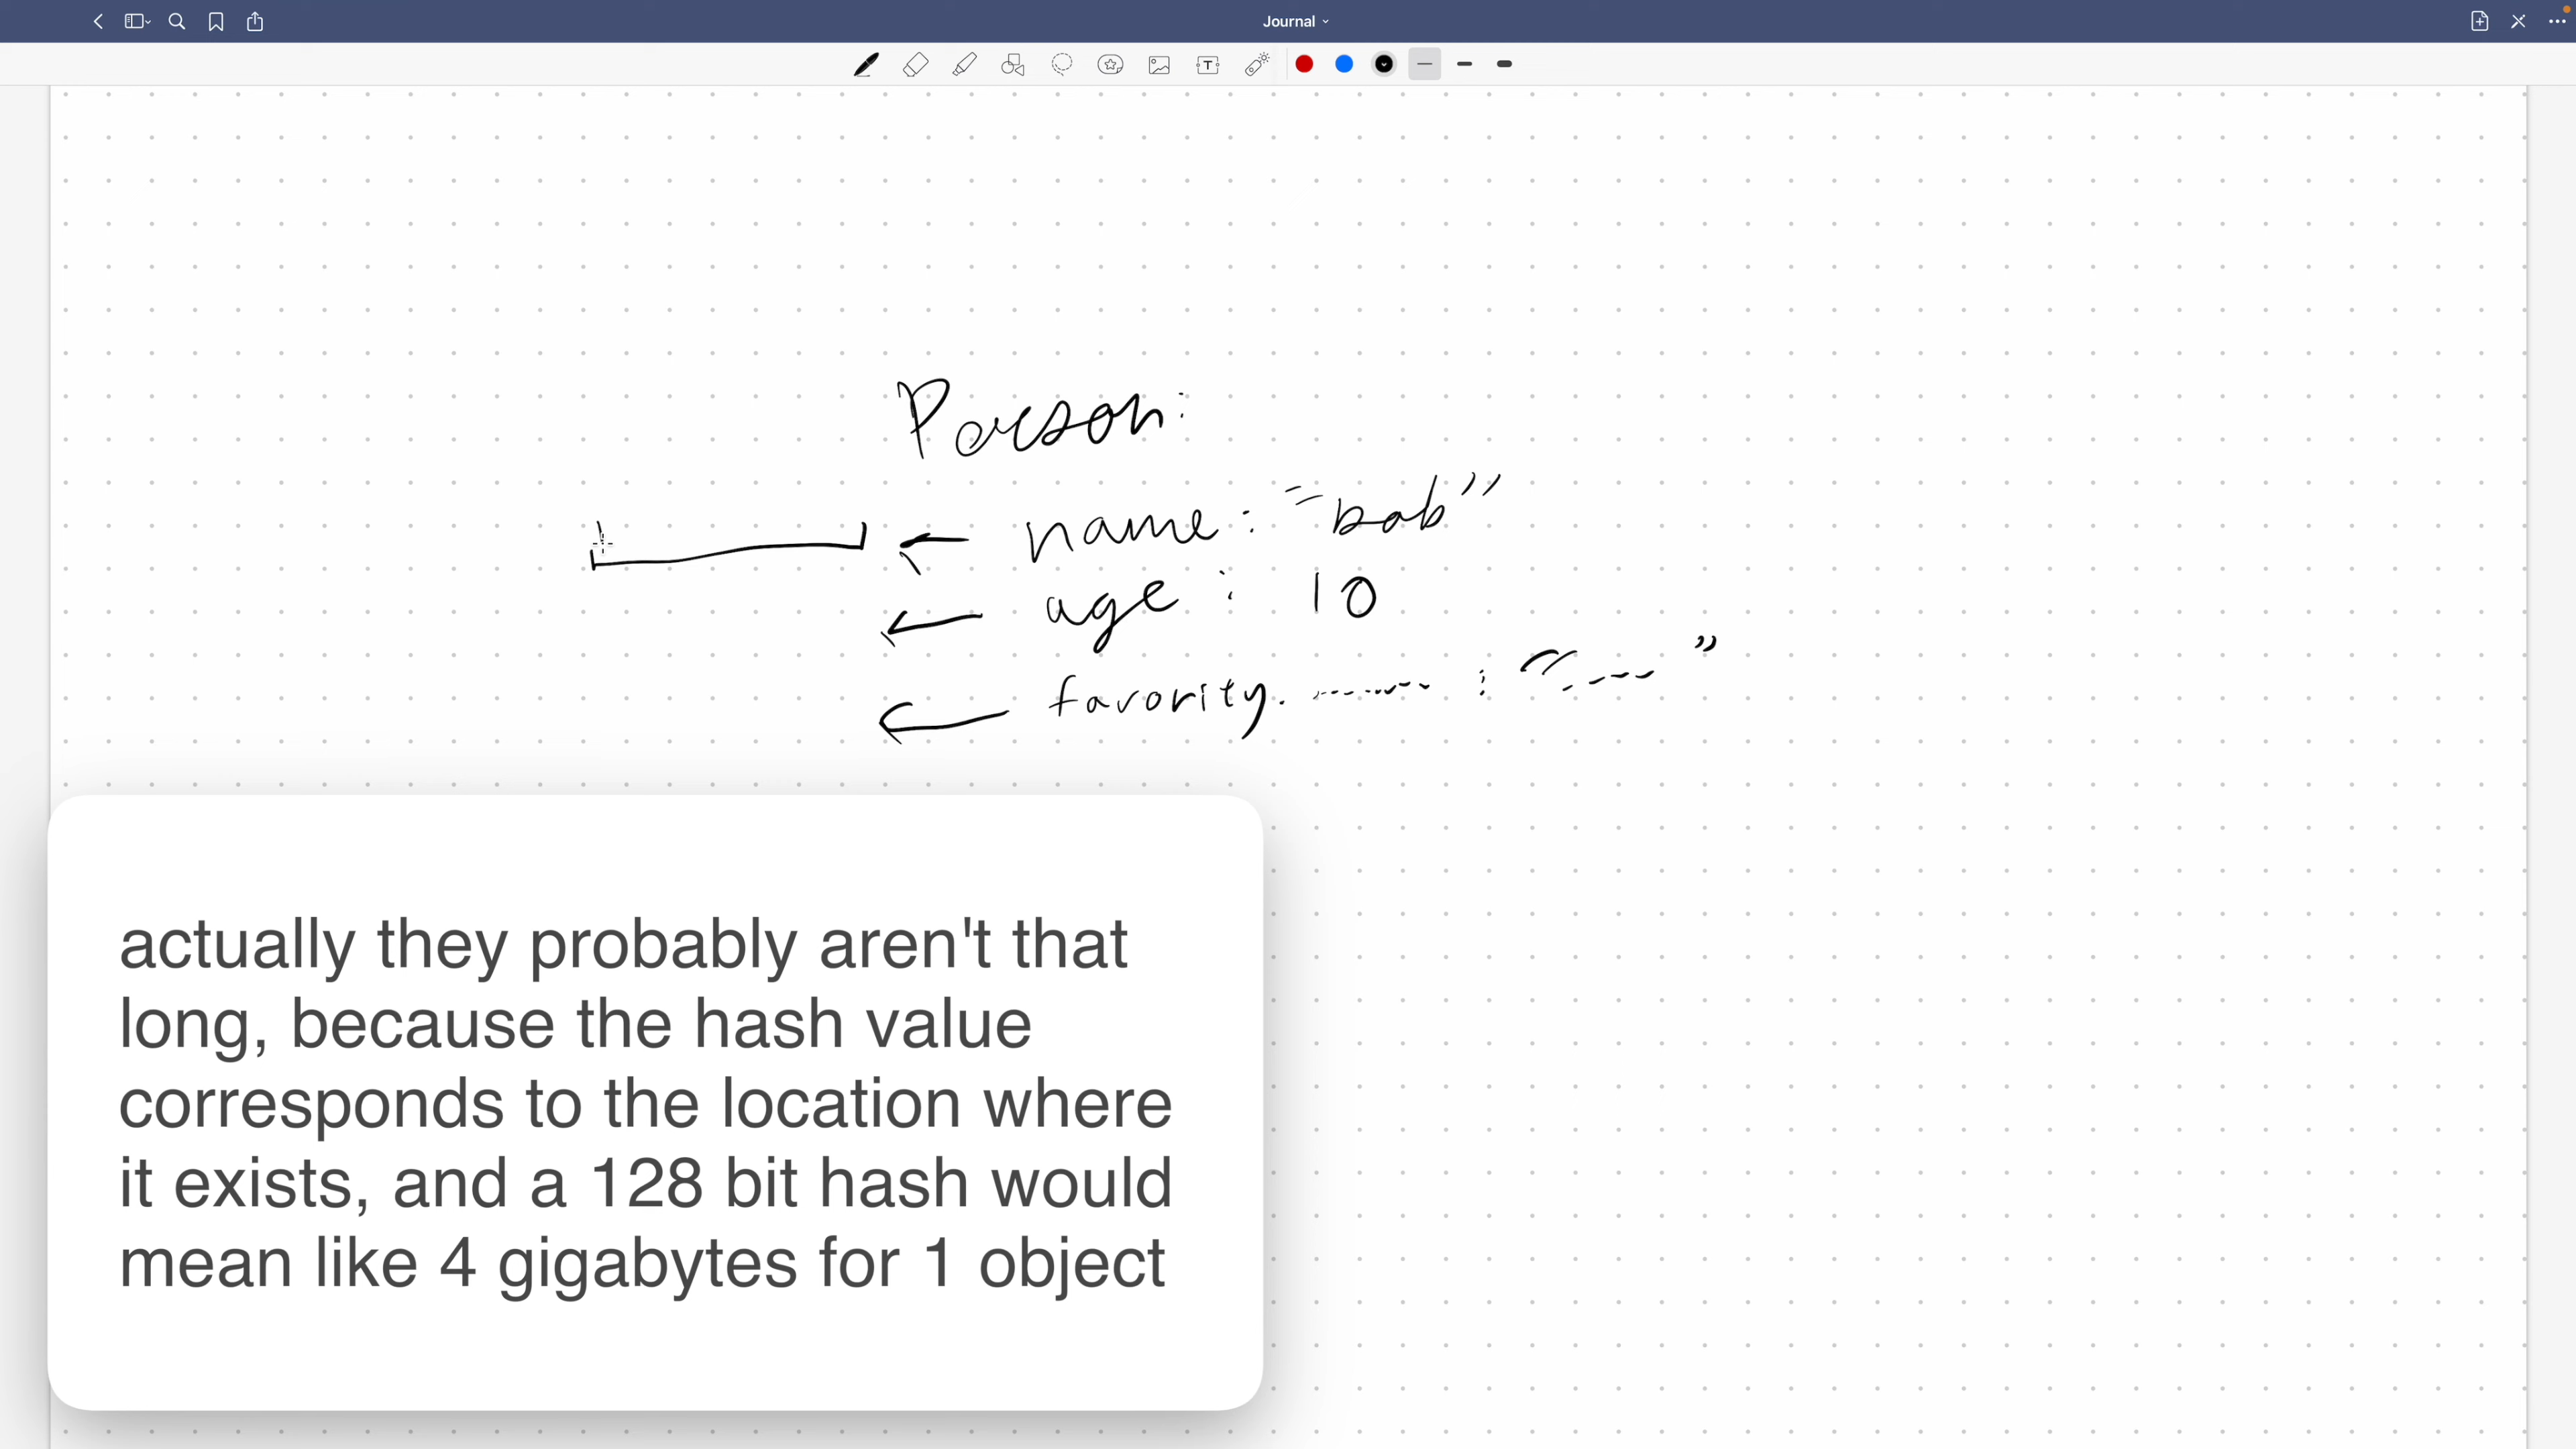 Journal
Person:
name: "bob"
age: 10
favority. ------- : "----"
actually they probably aren't that
long, because the hash value
corresponds to the location where
it exists, and a 128 bit hash would
mean like 4 gigabytes for 1 object